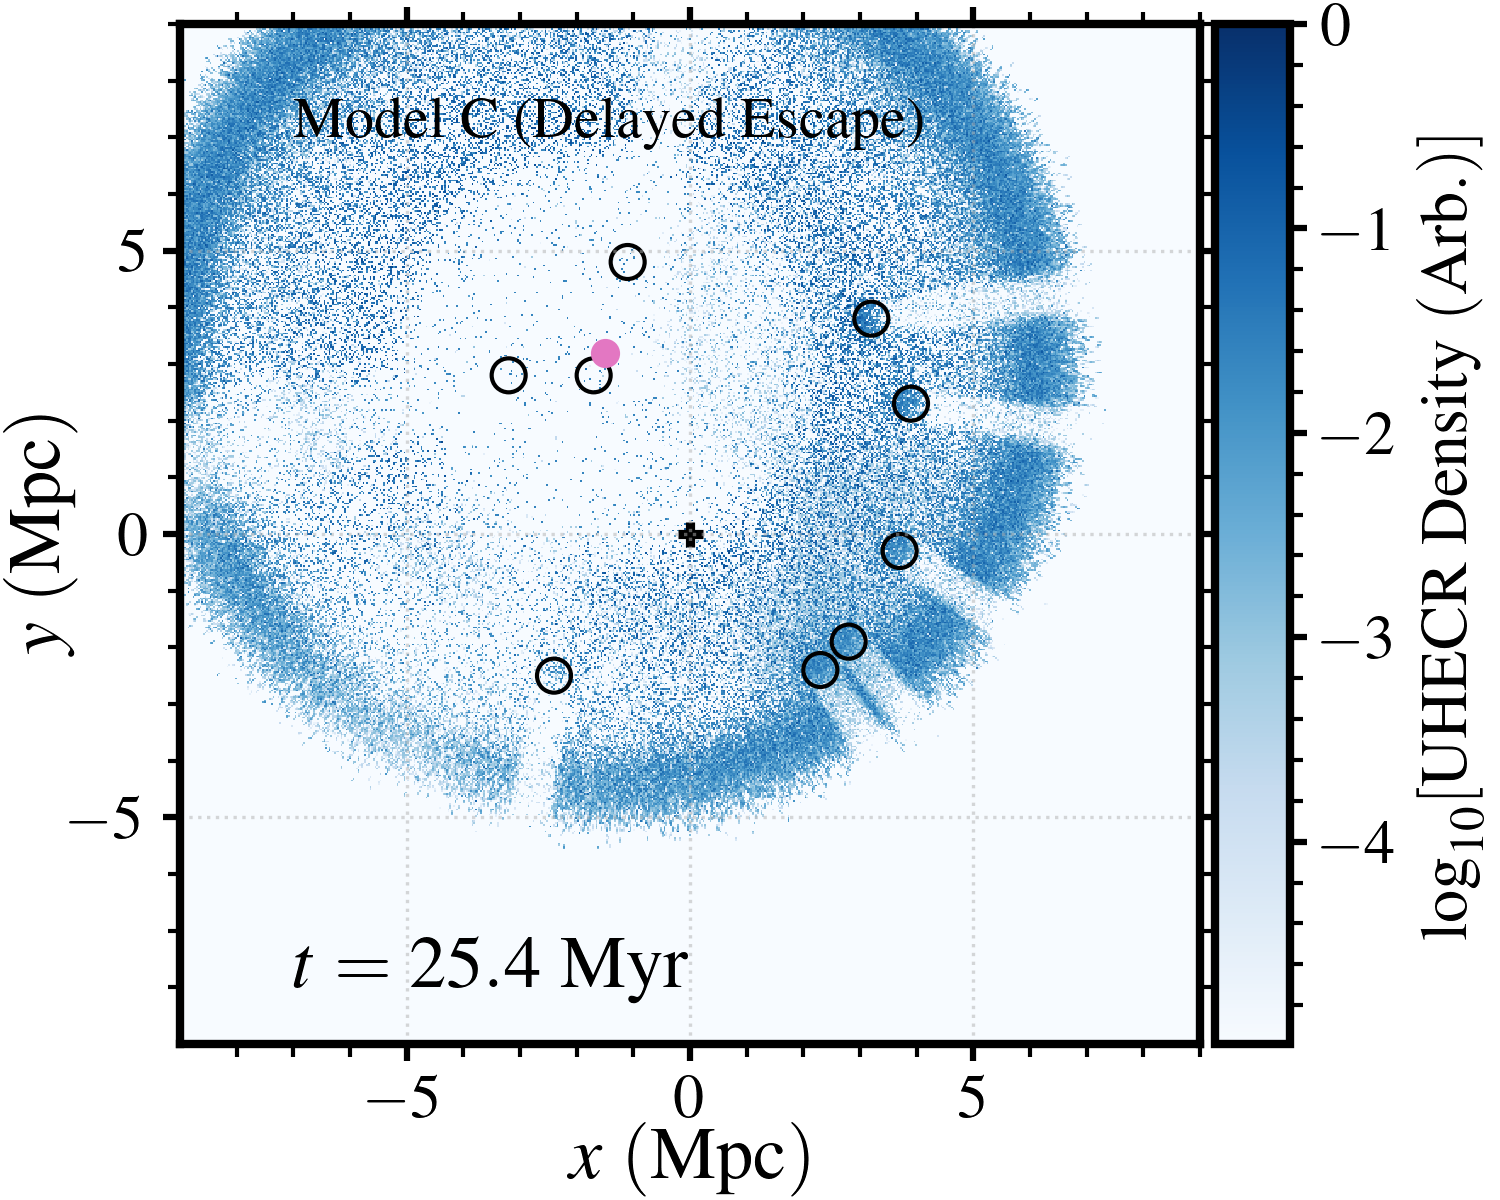 Model C (Delayed Escape)
t = 25.4 Myr
5
0
−5
y (Mpc)
−5
0
5
x (Mpc)
0
−1
−2
−3
−4
log₁₀[UHECR Density (Arb.)]